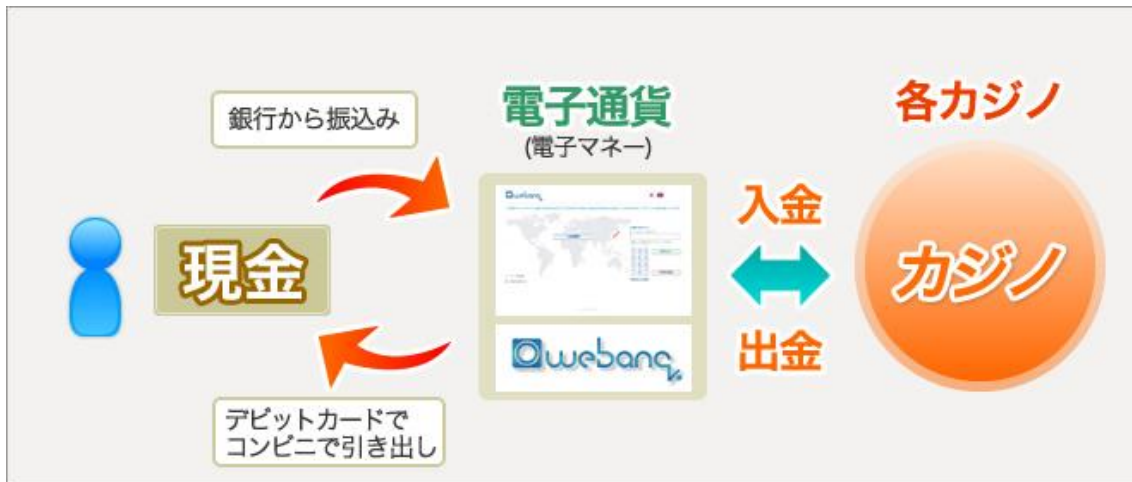 銀行から振込み
電子通貨
(電子マネー)
各カジノ
現金
webanq
webanq
入金
出金
カジノ
デビットカードで
コンビニで引き出し